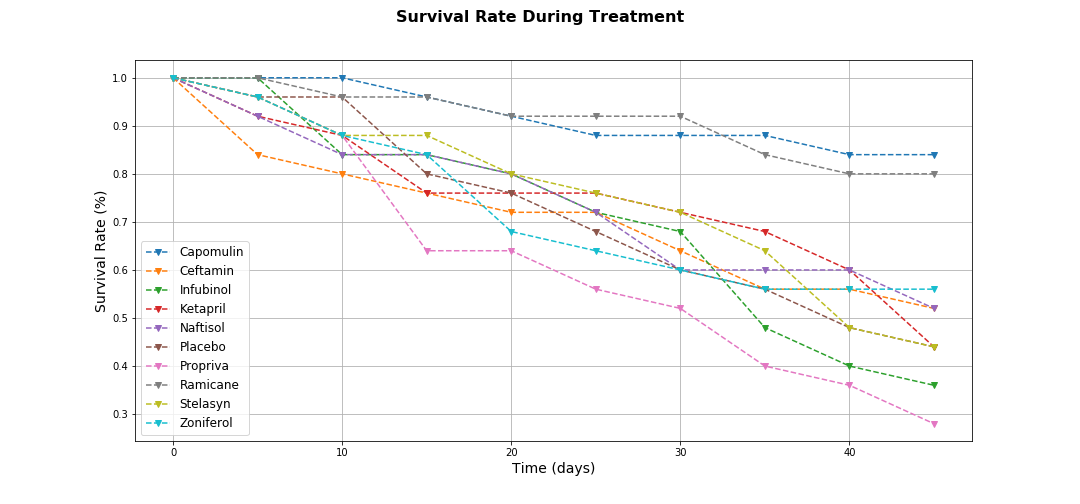 Survival Rate During Treatment
Survival Rate (%)
1.0
0.9
0.8
0.7
0.6
0.5
0.4
0.3
Capomulin
Ceftamin
Infubinol
Ketapril
Naftisol
Placebo
Propriva
Ramicane
Stelasyn
Zoniferol
0 10 20 30 40
Time (days)